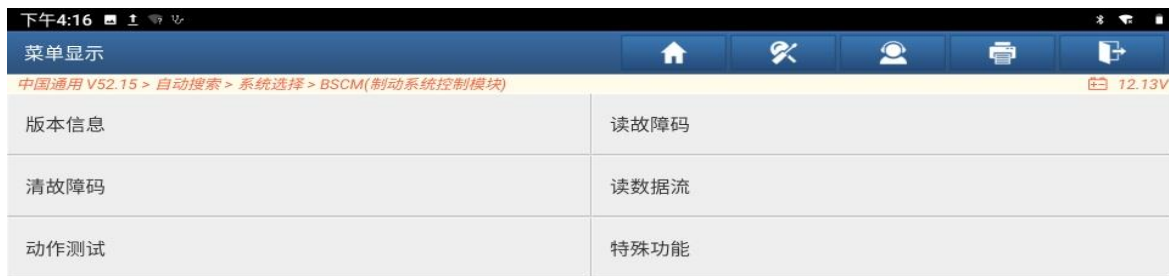 下午4:16
菜单显示
中国通用 V52.15 > 自动搜索 > 系统选择 > BSCM(制动系统控制模块) 12.13V
版本信息 读故障码
清故障码 读数据流
动作测试 特殊功能